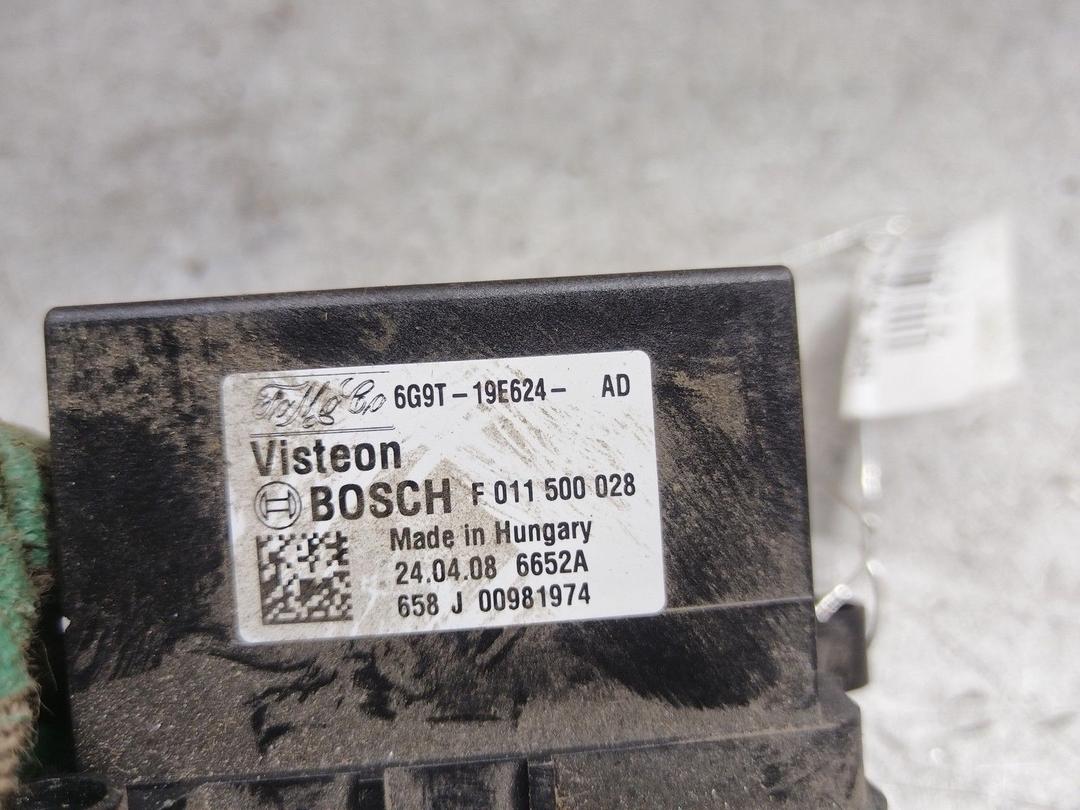 FoMoCo 6G9T-19E624- AD
Visteon
BOSCH F 011 500 028
Made in Hungary
24.04.08 6652A
658 J 00981974